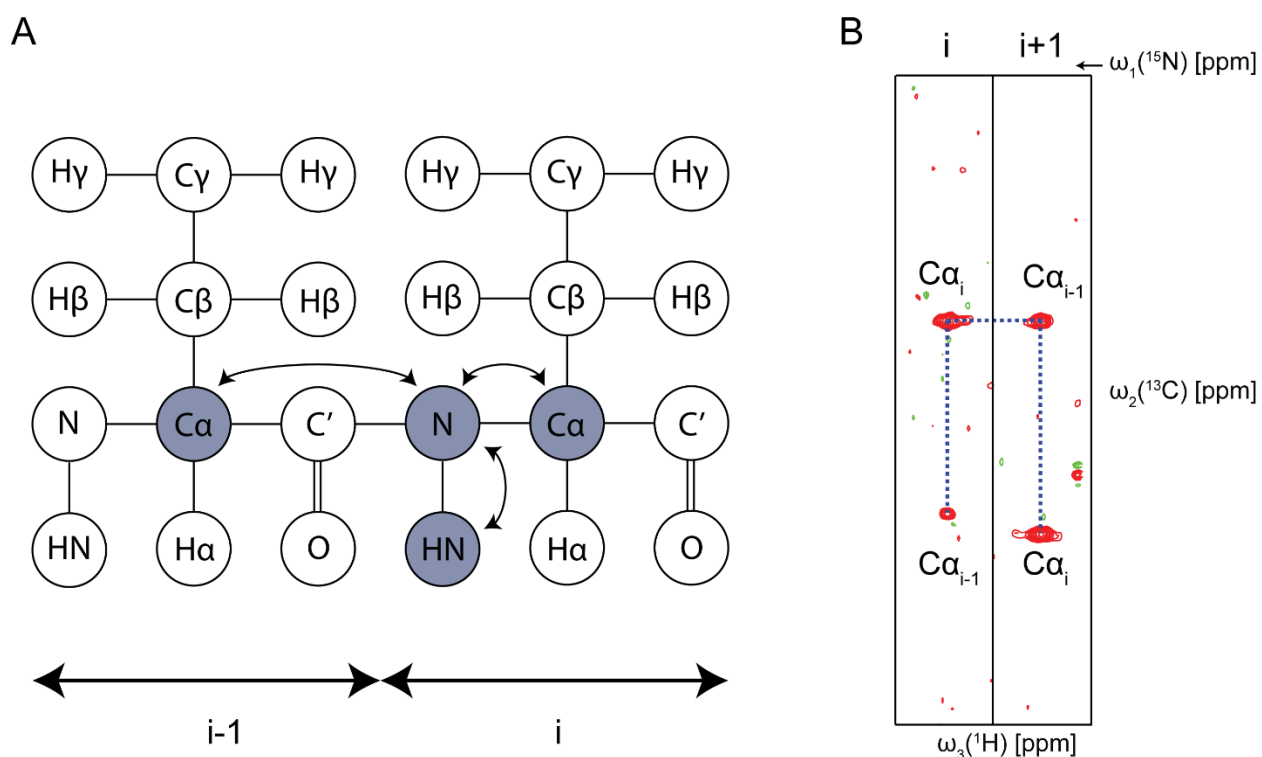 A
Hγ Cγ Hγ Hγ Cγ Hγ
Hβ Cβ Hβ Hβ Cβ Hβ
N Cα C′ N Cα C′
HN Hα O HN Hα O
i-1 i
B
i i+1
ω₁(¹⁵N) [ppm]
Cαᵢ Cαᵢ₋₁
ω₂(¹³C) [ppm]
Cαᵢ₋₁ Cαᵢ
ω₃(¹H) [ppm]